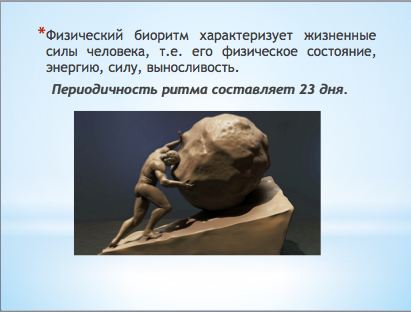 *Физический биоритм характеризует жизненные
силы человека, т.е. его физическое состояние,
энергию, силу, выносливость.
Периодичность ритма составляет 23 дня.